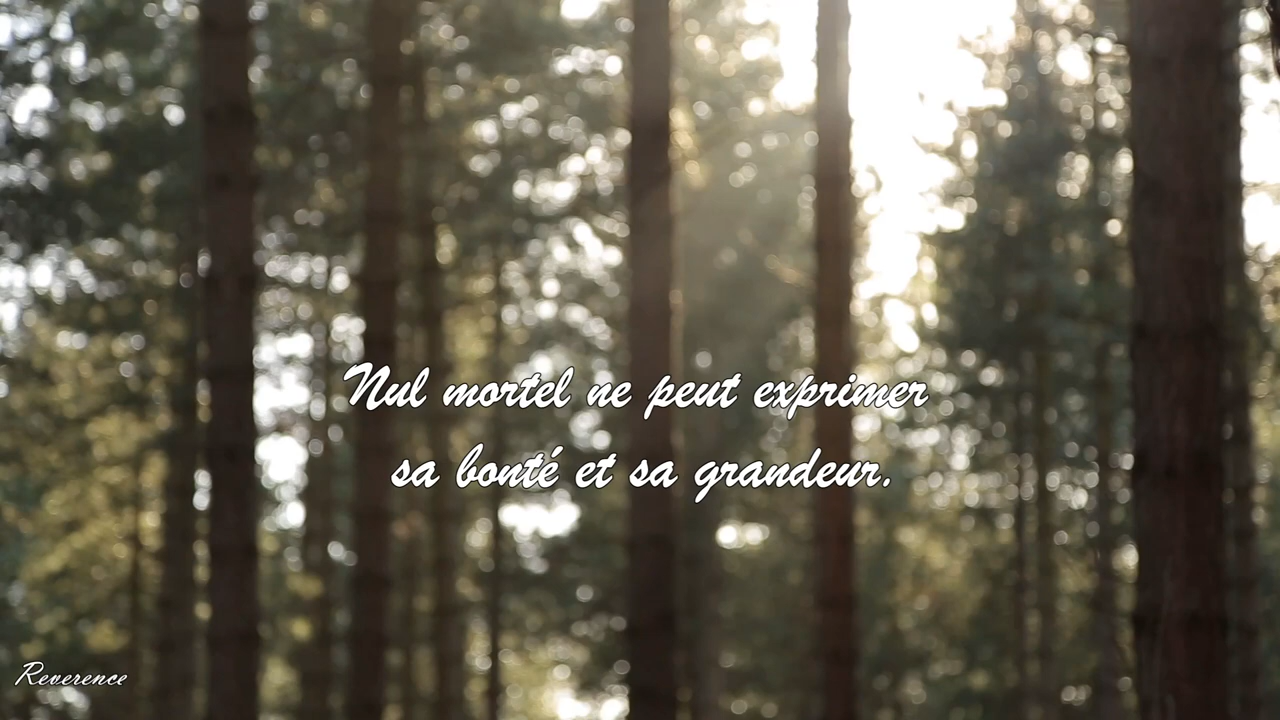 Nul mortel ne peut exprimer
sa bonté et sa grandeur.
Reverence